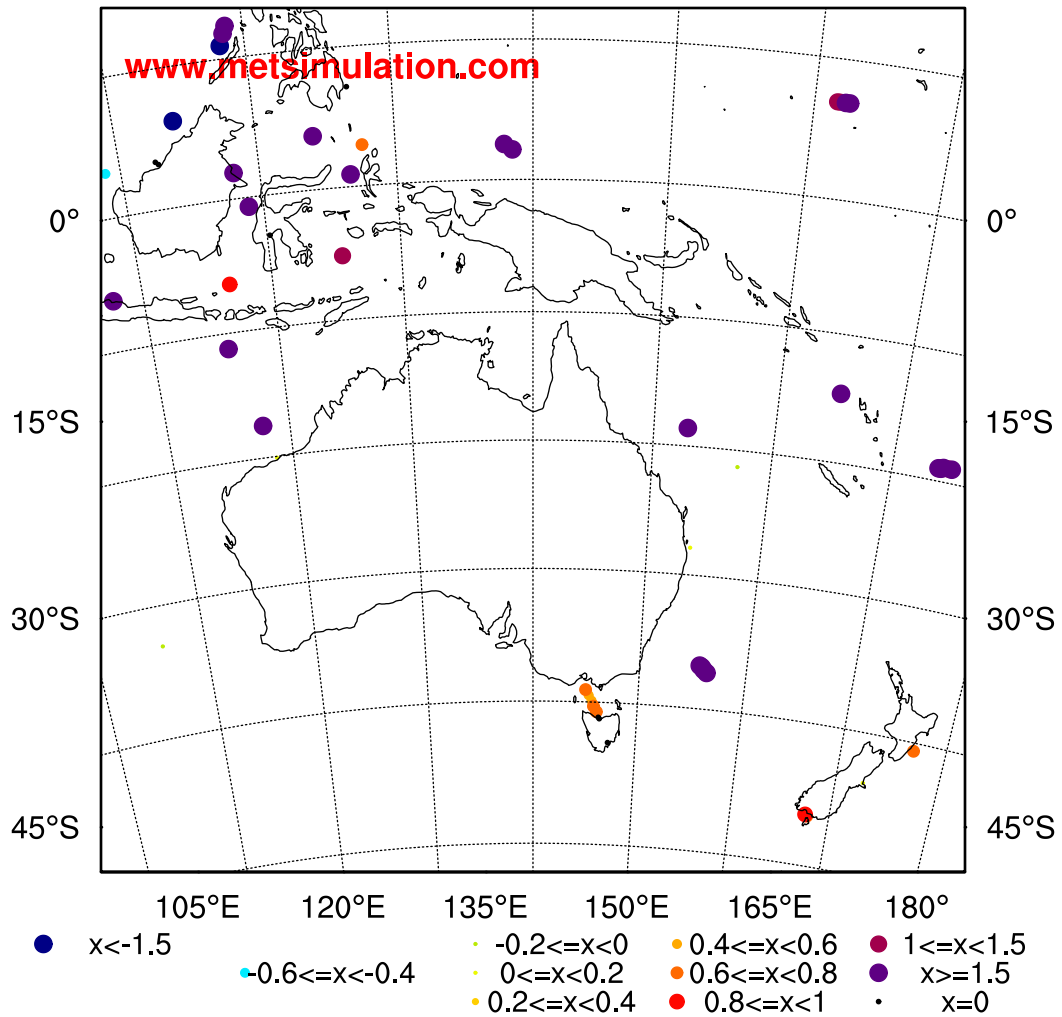 www.metsimulation.com
0° 0°
15°S 15°S
30°S 30°S
45°S 45°S
105°E 120°E 135°E 150°E 165°E 180°
x<-1.5 -0.2<=x<0 0.4<=x<0.6 1<=x<1.5
-0.6<=x<-0.4 0<=x<0.2 0.6<=x<0.8 x>=1.5
0.2<=x<0.4 0.8<=x<1 x=0